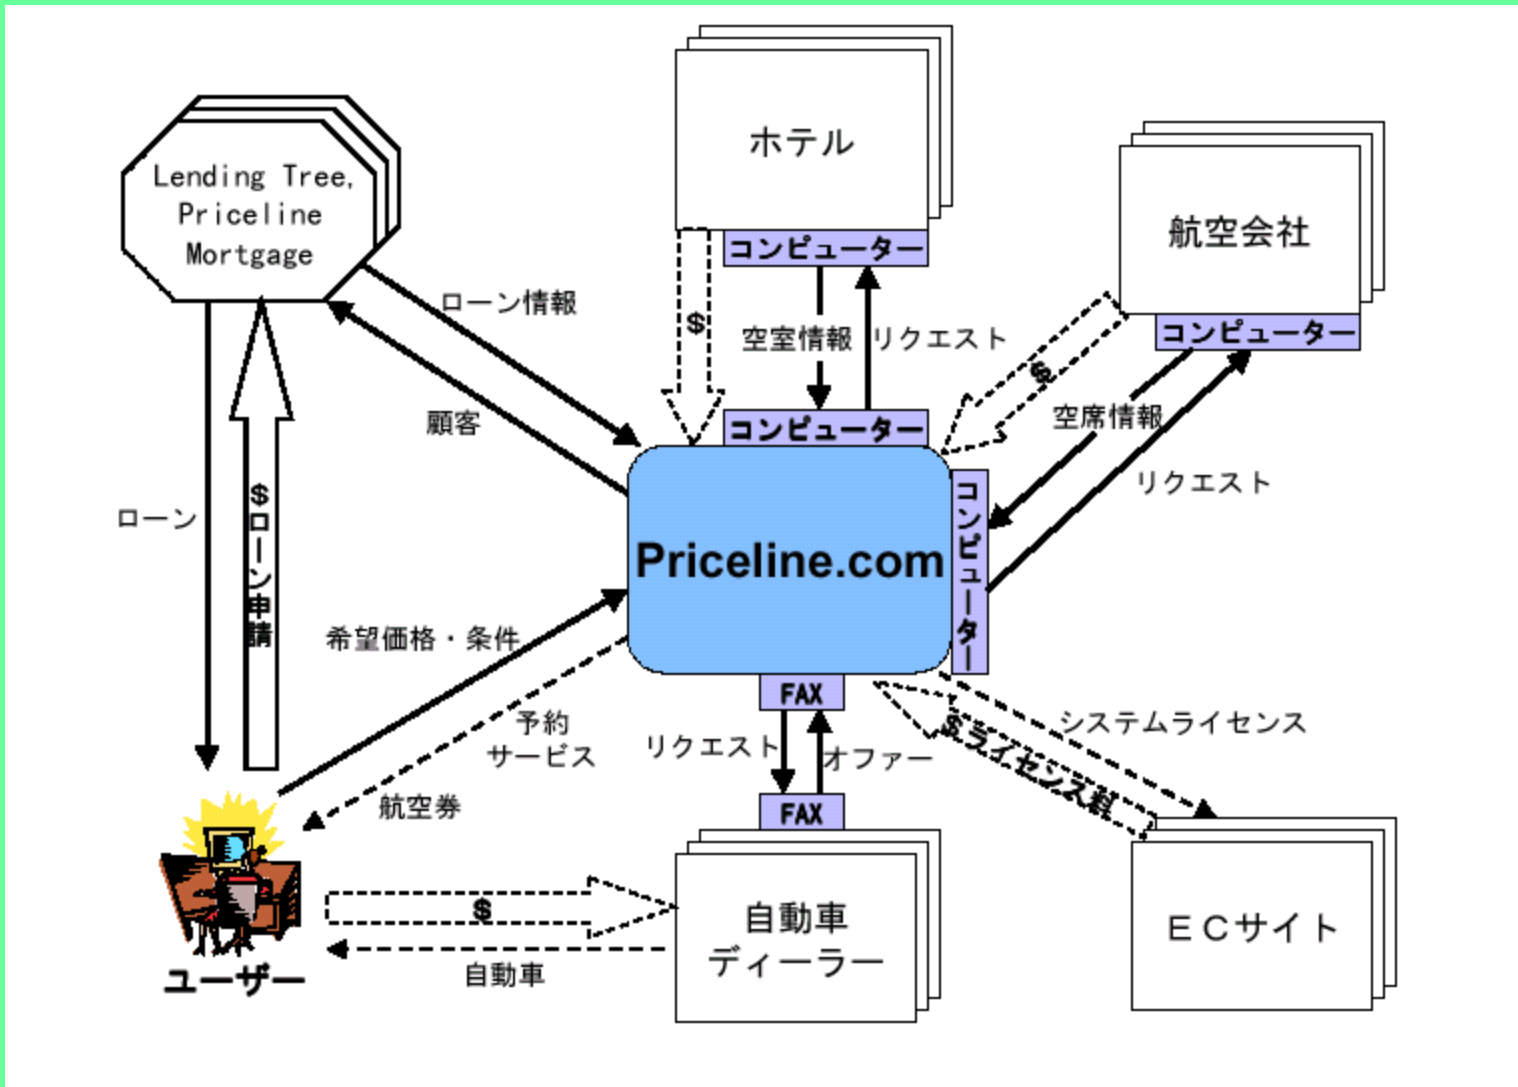 ホテル
コンピューター
航空会社
コンピューター
Lending Tree,
Priceline
Mortgage
ローン情報
顧客
$
空室情報
リクエスト
$
空席情報
リクエスト
コンピューター
コンピューター
Priceline.com
ローン
$ローン申請
希望価格・条件
予約
サービス
航空券
FAX
リクエスト
オファー
FAX
システムライセンス
$ライセンス料
ユーザー
$
自動車
自動車
ディーラー
ECサイト